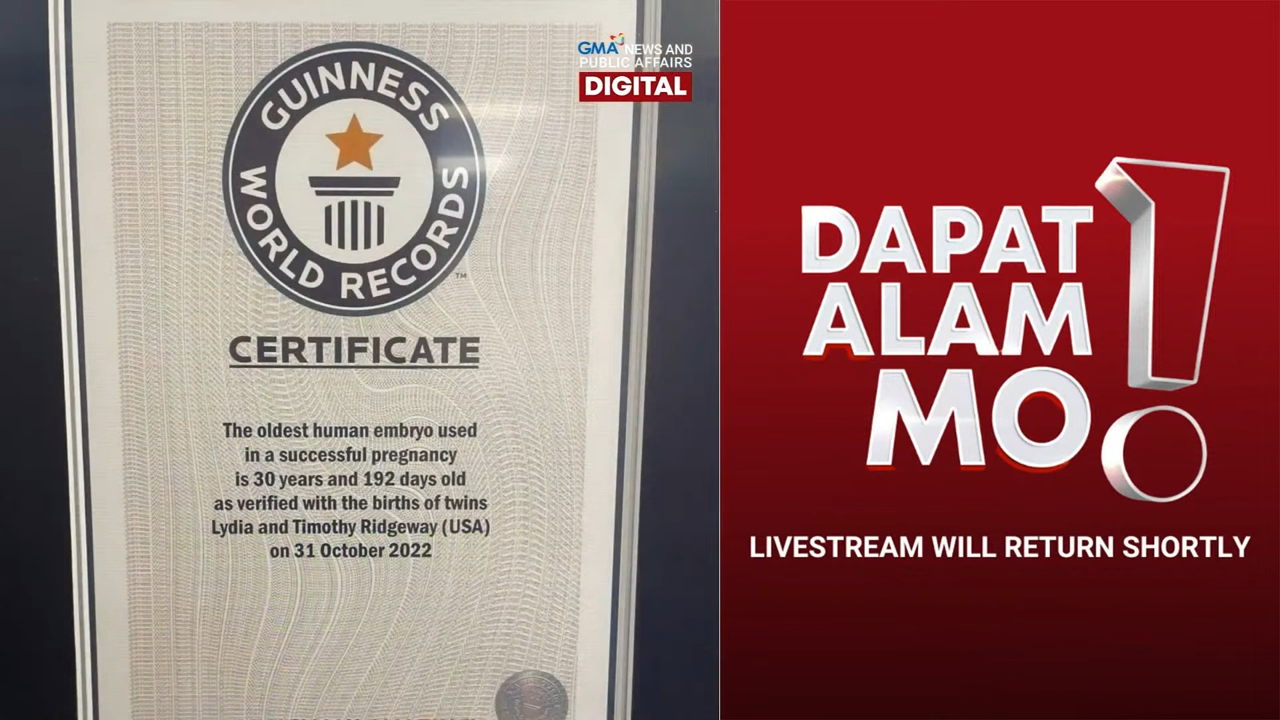 GUINNESS
WORLD RECORDS
™
CERTIFICATE
The oldest human embryo used
in a successful pregnancy
is 30 years and 192 days old
as verified with the births of twins
Lydia and Timothy Ridgeway (USA)
on 31 October 2022
GMA NEWS AND
PUBLIC AFFAIRS
DIGITAL
DAPAT
ALAM
MO!
LIVESTREAM WILL RETURN SHORTLY